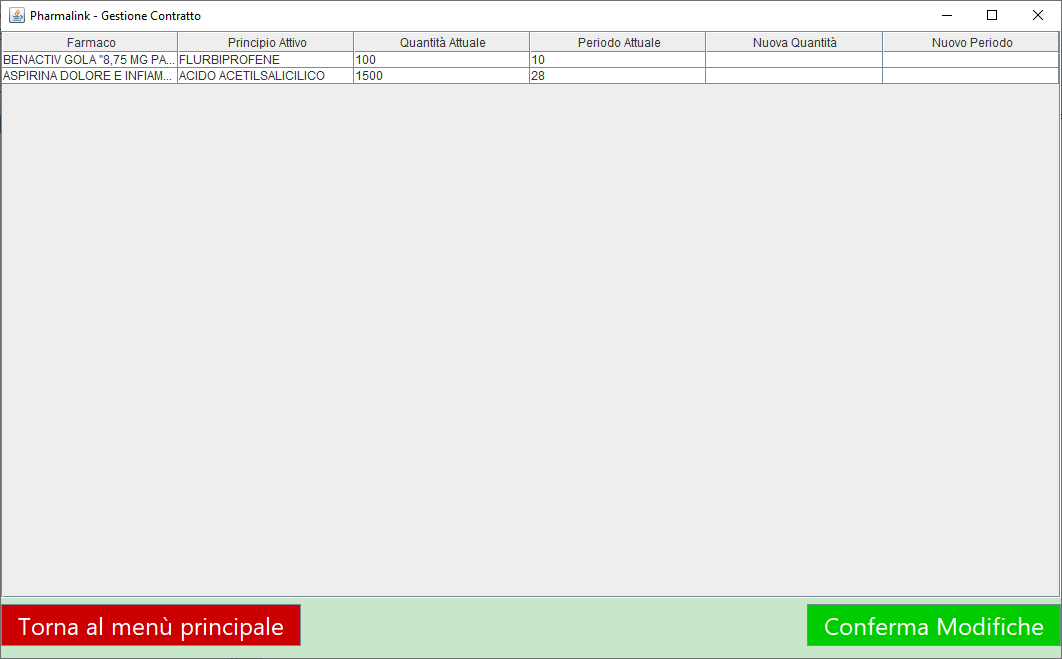 Pharmalink - Gestione Contratto
Farmaco Principio Attivo Quantità Attuale Periodo Attuale Nuova Quantità Nuovo Periodo
BENACTIV GOLA "8,75 MG PA... FLURBIPROFENE 100 10
ASPIRINA DOLORE E INFIAM... ACIDO ACETILSALICILICO 1500 28
Torna al menù principale Conferma Modifiche